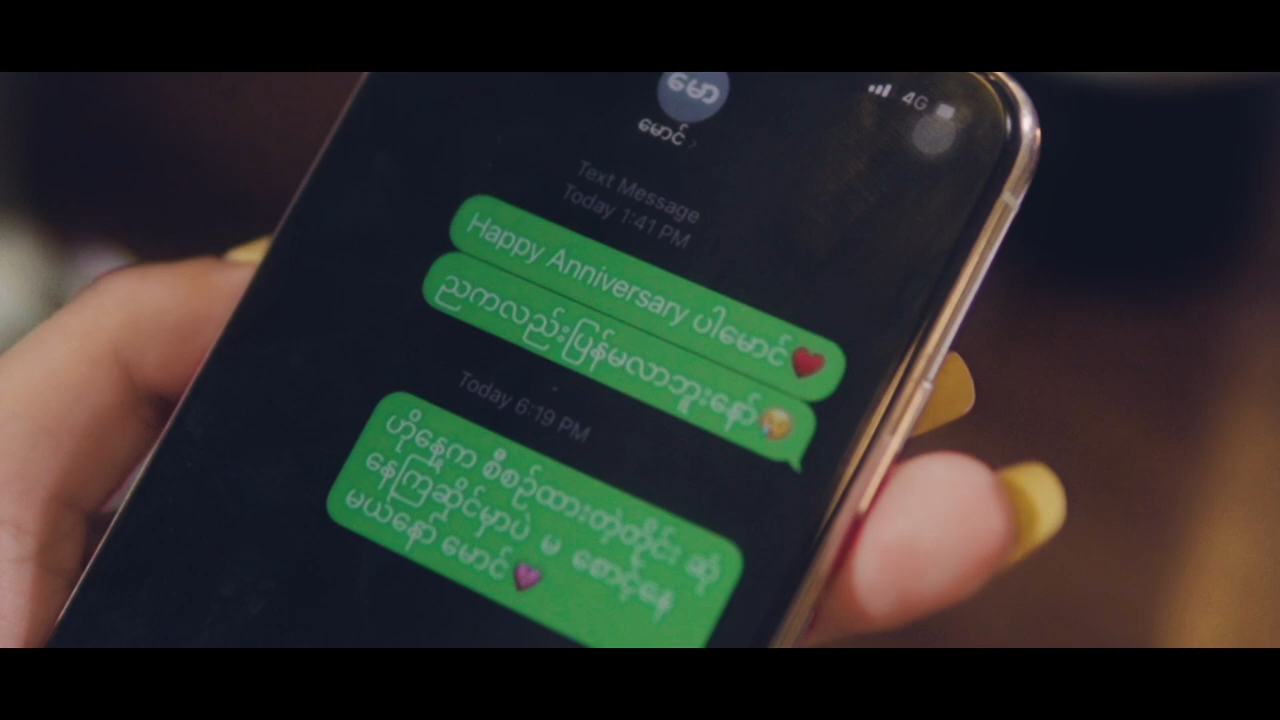 မော
4G
မောင်
Text Message
Today 1:41 PM
Happy Anniversary ပါမောင်❤️
ညကလည်းပြန်မလာဘူးနော်😥
Today 6:19 PM
ဟိုနေ့က စီစဉ်ထားတဲ့တိုင်း ဆုံ
နေကြဆိုင်မှာပဲ မ စောင့်နေ
မယ်နော် မောင်💜